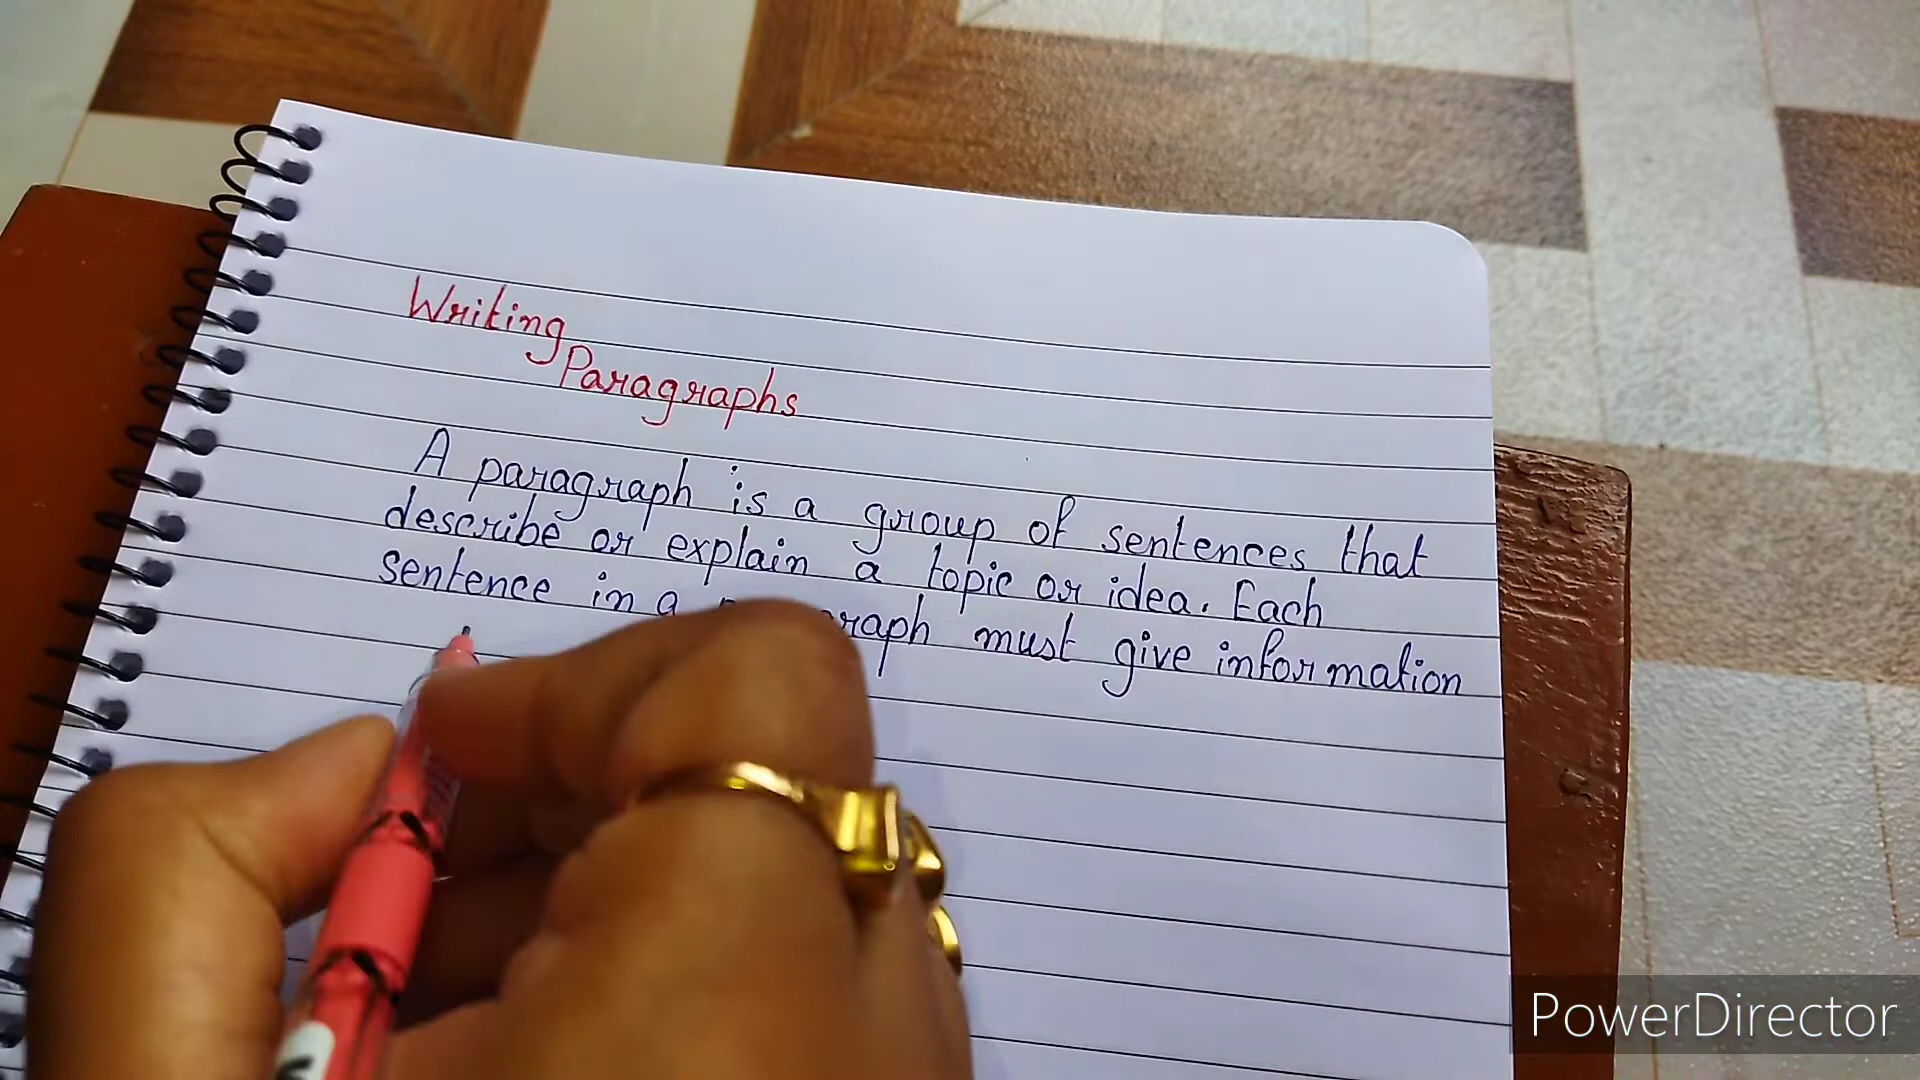 Writing
Paragraphs
A paragraph is a group of sentences that
describe or explain a topic or idea. Each
sentence in a raph must give information
PowerDirector